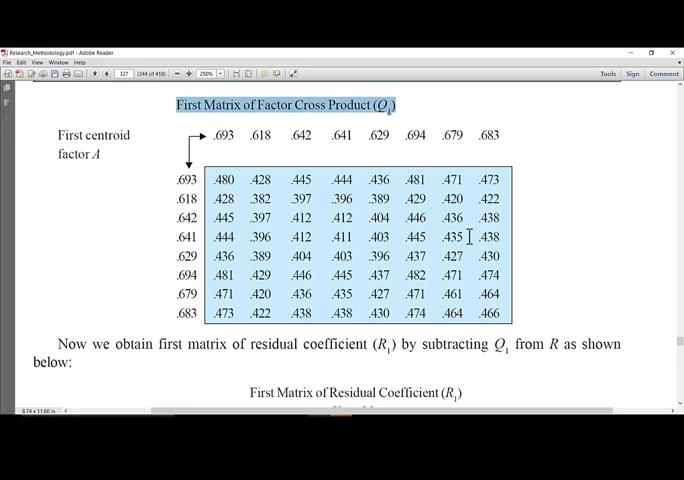 Research_Methodology.pdf - Adobe Reader
File Edit View Window Help
327 (344 of 418) 250% Tools Sign Comment
First Matrix of Factor Cross Product (Q1)
First centroid factor A
.693 .618 .642 .641 .629 .694 .679 .683
.693 .480 .428 .445 .444 .436 .481 .471 .473
.618 .428 .382 .397 .396 .389 .429 .420 .422
.642 .445 .397 .412 .412 .404 .446 .436 .438
.641 .444 .396 .412 .411 .403 .445 .435 .438
.629 .436 .389 .404 .403 .396 .437 .427 .430
.694 .481 .429 .446 .445 .437 .482 .471 .474
.679 .471 .420 .436 .435 .427 .471 .461 .464
.683 .473 .422 .438 .438 .430 .474 .464 .466
Now we obtain first matrix of residual coefficient (R1) by subtracting Q1 from R as shown
below:
First Matrix of Residual Coefficient (R1)
8.74 x 11.60 in